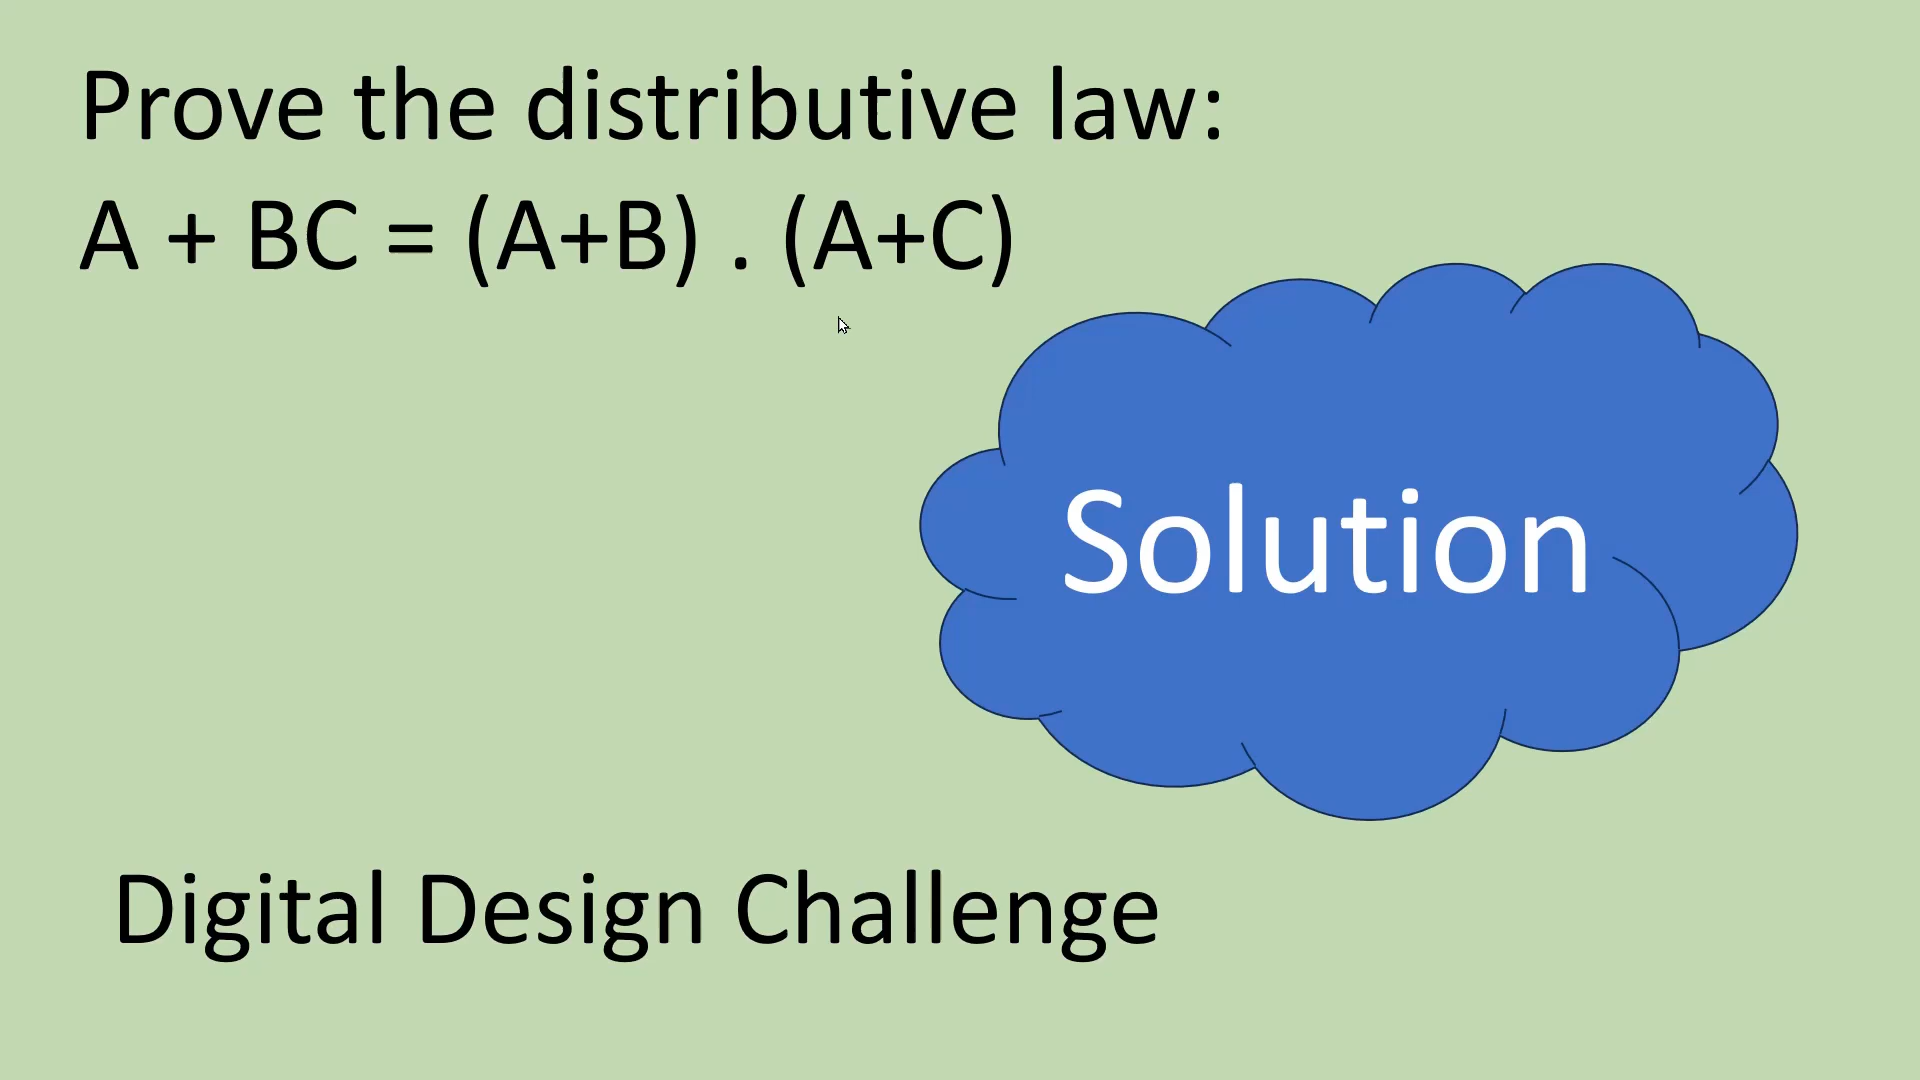 Prove the distributive law:
A + BC = (A+B) . (A+C)
Solution
Digital Design Challenge